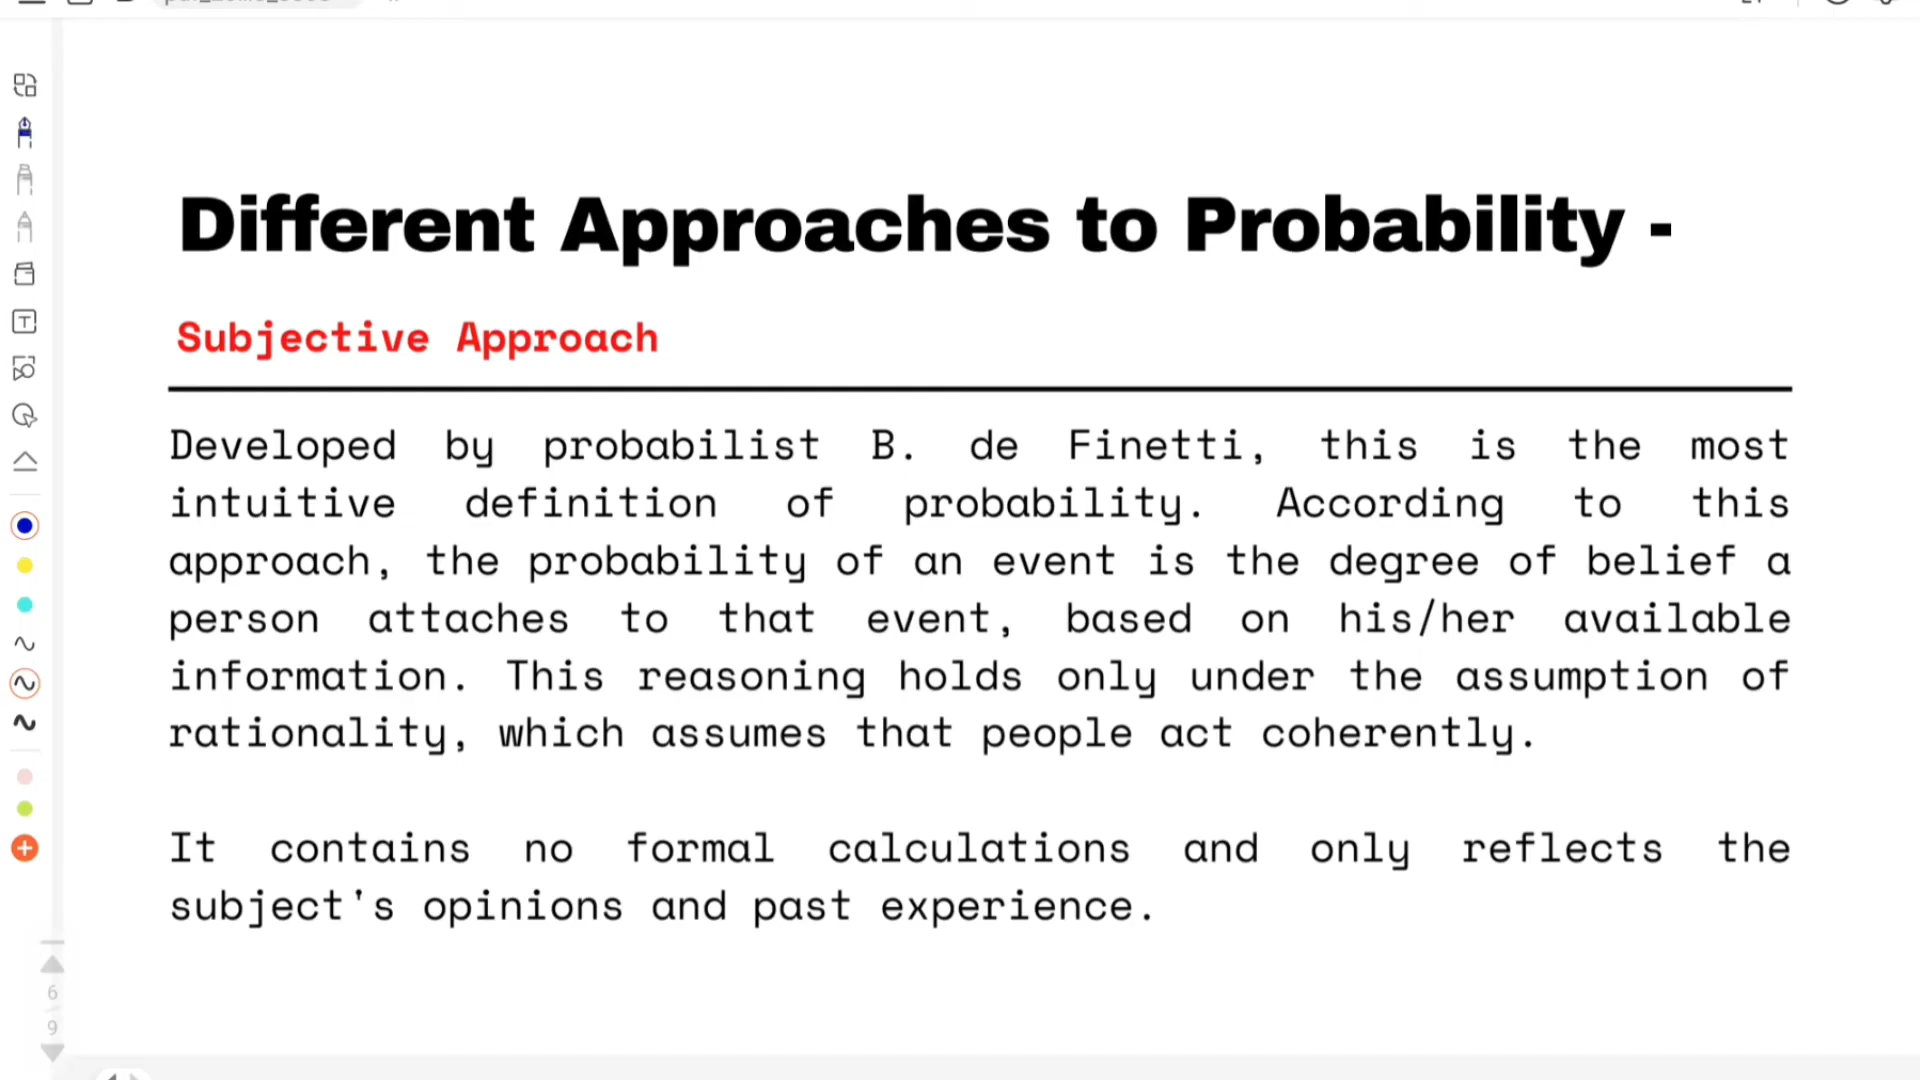 Different Approaches to Probability -
Subjective Approach
Developed by probabilist B. de Finetti, this is the most
intuitive definition of probability. According to this
approach, the probability of an event is the degree of belief a
person attaches to that event, based on his/her available
information. This reasoning holds only under the assumption of
rationality, which assumes that people act coherently.
It contains no formal calculations and only reflects the
subject's opinions and past experience.
6
9